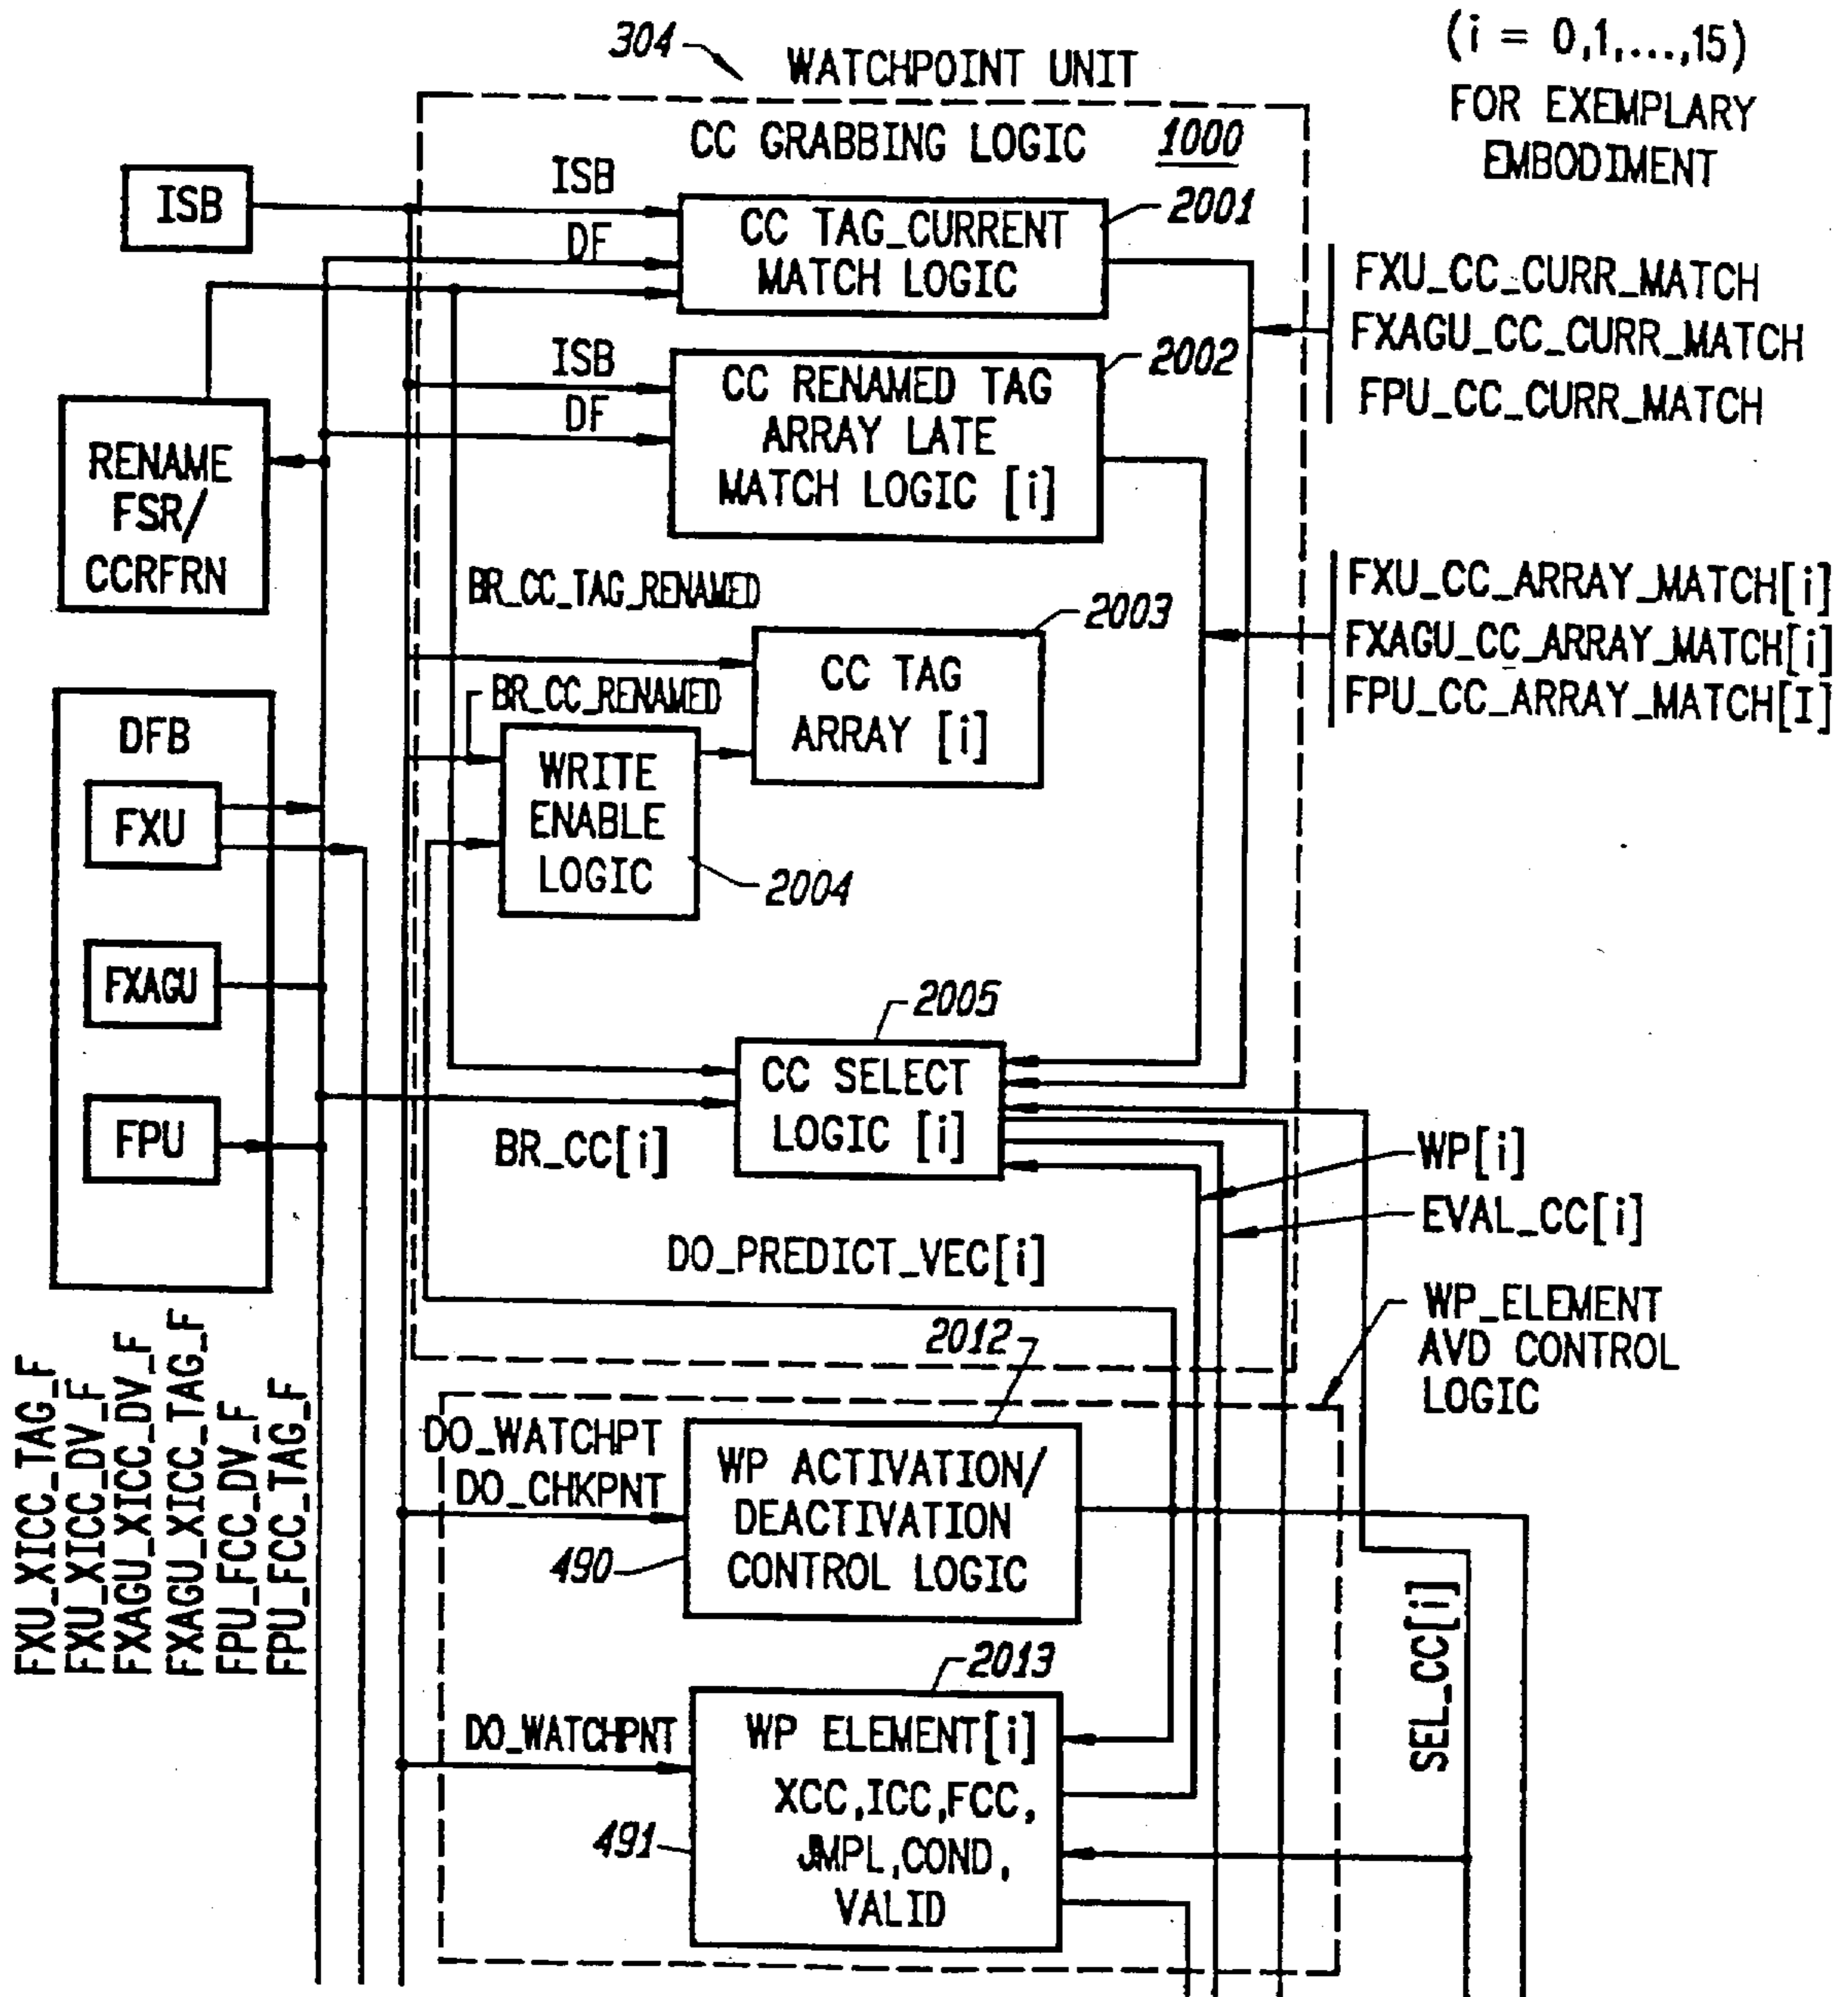 304
WATCHPOINT UNIT
(i = 0,1,...,15)
FOR EXEMPLARY
EMBODIMENT
CC GRABBING LOGIC 1000
ISB
ISB
DF
CC TAG_CURRENT
MATCH LOGIC
2001
FXU_CC_CURR_MATCH
FXAGU_CC_CURR_MATCH
FPU_CC_CURR_MATCH
ISB
DF
CC RENAMED TAG
ARRAY LATE
MATCH LOGIC [i]
2002
RENAME
FSR/
CCRFRN
BR_CC_TAG_RENAMED
FXU_CC_ARRAY_MATCH[i]
FXAGU_CC_ARRAY_MATCH[i]
FPU_CC_ARRAY_MATCH[I]
2003
CC TAG
ARRAY [i]
BR_CC_RENAMED
WRITE
ENABLE
LOGIC
2004
DFB
FXU
FXAGU
FPU
2005
CC SELECT
LOGIC [i]
BR_CC[i]
WP[i]
EVAL_CC[i]
DO_PREDICT_VEC[i]
WP_ELEMENT
AVD CONTROL
LOGIC
FXU_XICC_TAG_F
FXU_XICC_DV_F
FXAGU_XICC_DV_F
FXAGU_XICC_TAG_F
FPU_FCC_DV_F
FPU_FCC_TAG_F
2012
DO_WATCHPT
DO_CHKPNT
WP ACTIVATION/
DEACTIVATION
CONTROL LOGIC
490
SEL_CC[i]
2013
DO_WATCHPNT
WP ELEMENT[i]
XCC,ICC,FCC,
JMPL,COND,
VALID
491